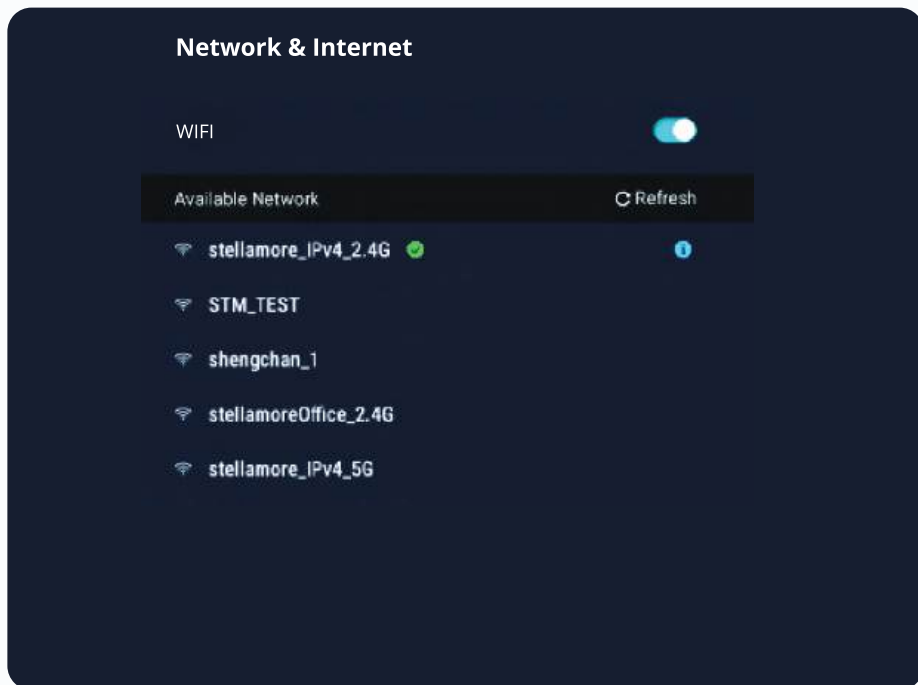 Network & Internet
WIFI
Available Network Refresh
stellamore_IPv4_2.4G
STM_TEST
shengchan_1
stellamoreOffice_2.4G
stellamore_IPv4_5G